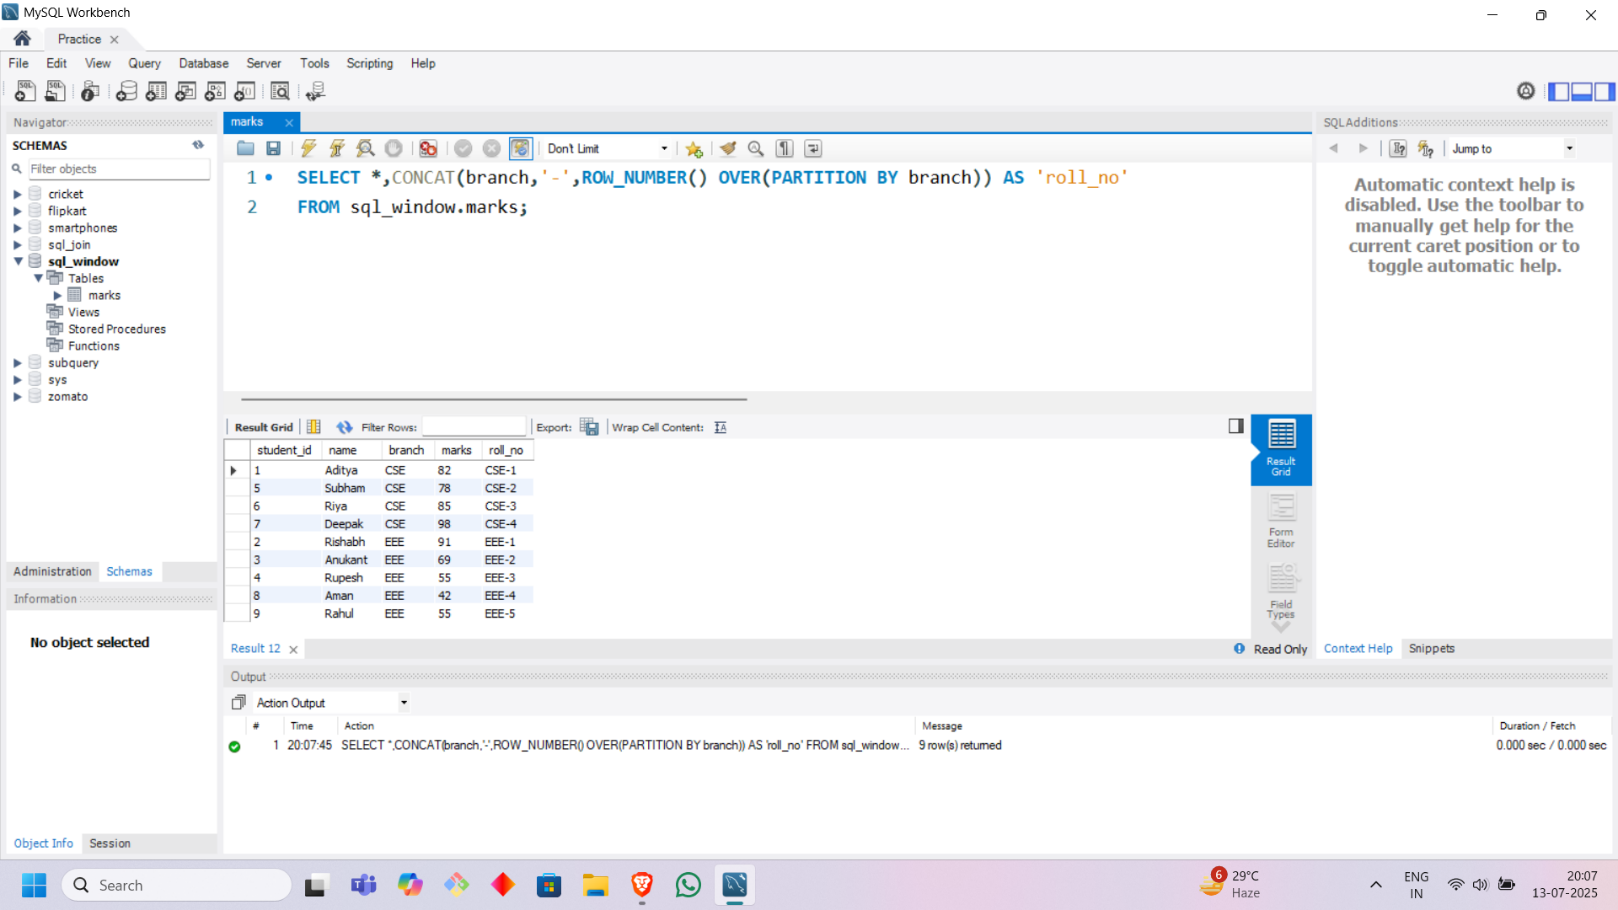 MySQL Workbench
Practice
File Edit View Query Database Server Tools Scripting Help
Navigator
SCHEMAS
Filter objects
cricket
flipkart
smartphones
sql_join
sql_window
Tables
marks
Views
Stored Procedures
Functions
subquery
sys
zomato
Administration Schemas
Information
No object selected
Object Info Session
marks
Don't Limit
1 SELECT *,CONCAT(branch,'-',ROW_NUMBER() OVER(PARTITION BY branch)) AS 'roll_no'
2 FROM sql_window.marks;
Result Grid Filter Rows: Export: Wrap Cell Content:
student_id name branch marks roll_no
1 Aditya CSE 82 CSE-1
5 Subham CSE 78 CSE-2
6 Riya CSE 85 CSE-3
7 Deepak CSE 98 CSE-4
2 Rishabh EEE 91 EEE-1
3 Anukant EEE 69 EEE-2
4 Rupesh EEE 55 EEE-3
8 Aman EEE 42 EEE-4
9 Rahul EEE 55 EEE-5
Result
Grid
Form
Editor
Field
Types
Result 12
Read Only
SQLAdditions
Jump to
Automatic context help is
disabled. Use the toolbar to
manually get help for the
current caret position or to
toggle automatic help.
Context Help Snippets
Output
Action Output
# Time Action Message Duration / Fetch
1 20:07:45 SELECT *,CONCAT(branch,'-',ROW_NUMBER() OVER(PARTITION BY branch)) AS 'roll_no' FROM sql_window... 9 row(s) returned 0.000 sec / 0.000 sec
Search
6
29°C
Haze
ENG
IN
20:07
13-07-2025